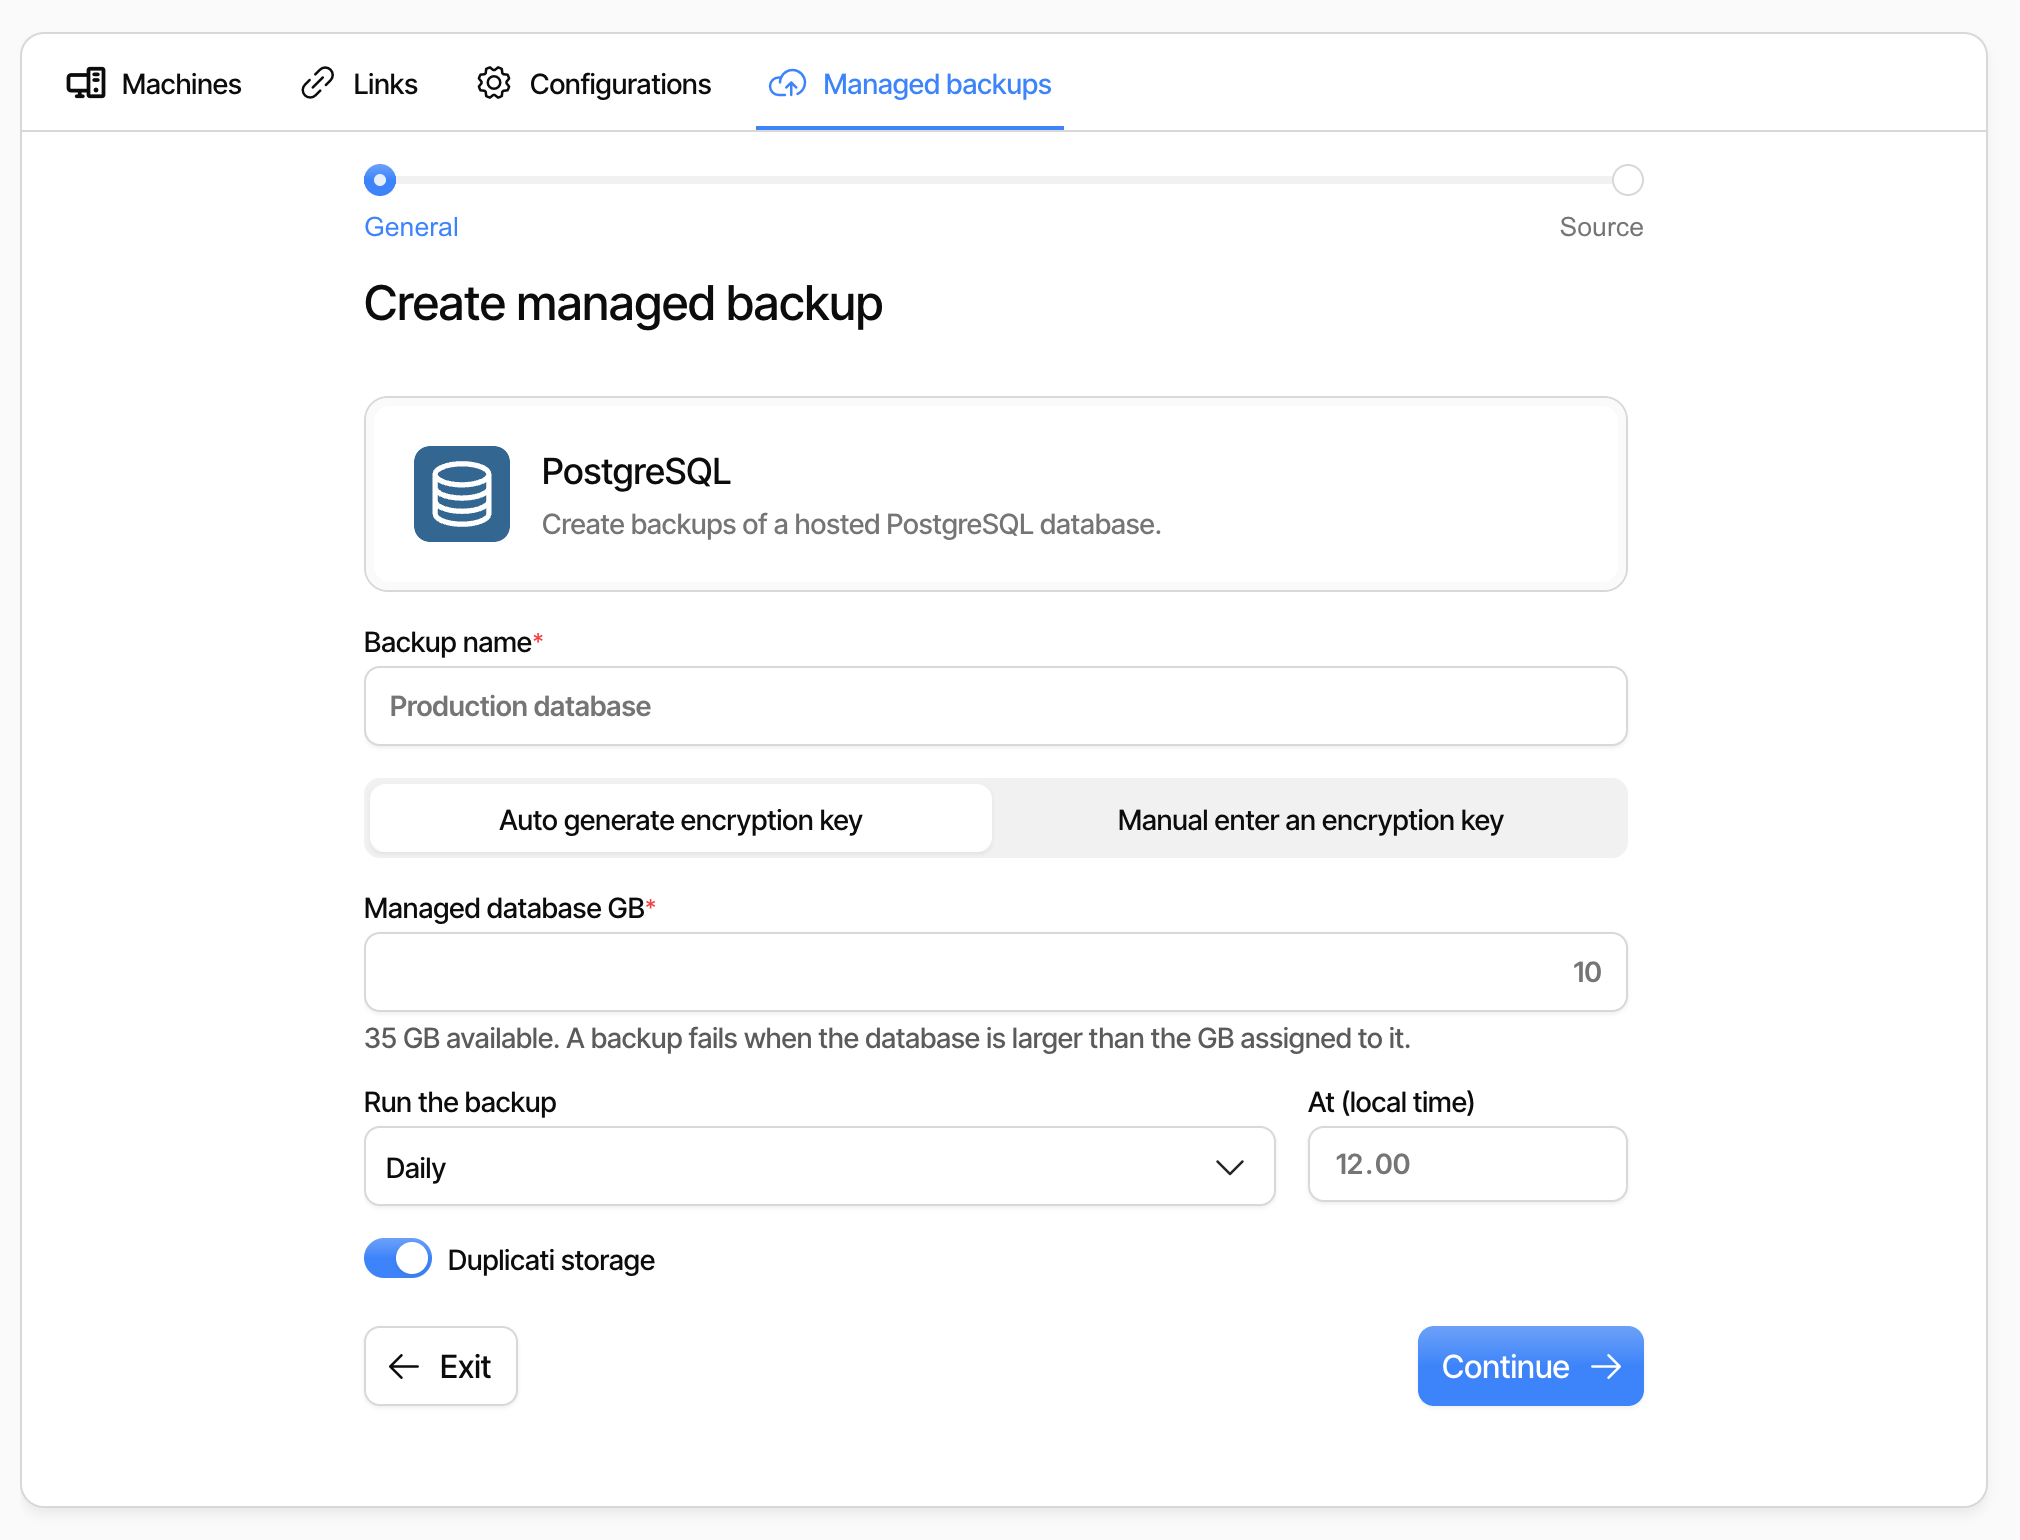 Machines Links Configurations Managed backups
General Source
Create managed backup
PostgreSQL
Create backups of a hosted PostgreSQL database.
Backup name*
Production database
Auto generate encryption key Manual enter an encryption key
Managed database GB*
10
35 GB available. A backup fails when the database is larger than the GB assigned to it.
Run the backup At (local time)
Daily 12.00
Duplicati storage
Exit Continue